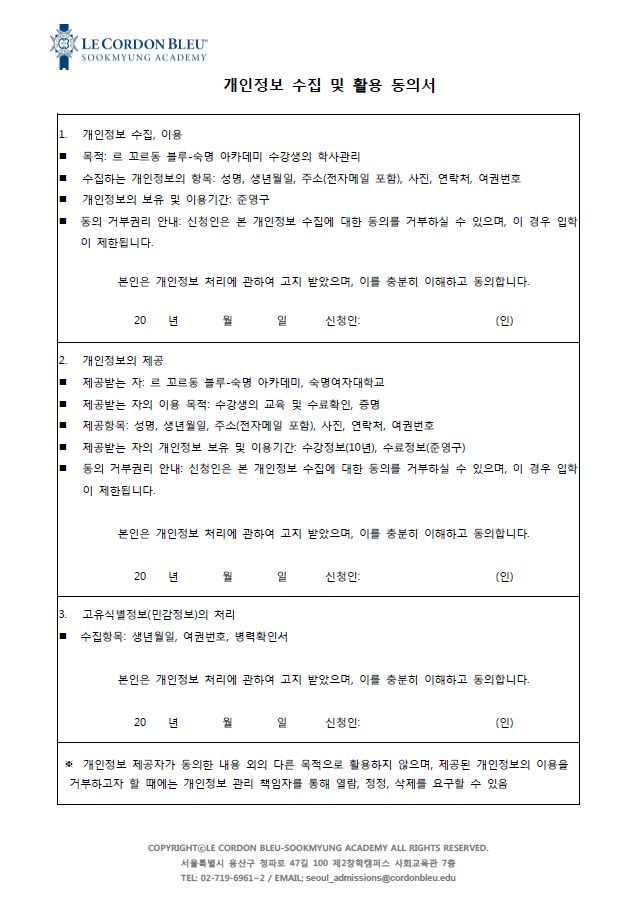 LE CORDON BLEU
SOOKMYUNG ACADEMY
개인정보 수집 및 활용 동의서
1. 개인정보 수집, 이용
■ 목적: 르 꼬르동 블루-숙명 아카데미 수강생의 학사관리
■ 수집하는 개인정보의 항목: 성명, 생년월일, 주소(전자메일 포함), 사진, 연락처, 여권번호
■ 개인정보의 보유 및 이용기간: 준영구
■ 동의 거부권리 안내: 신청인은 본 개인정보 수집에 대한 동의를 거부하실 수 있으며, 이 경우 입학
이 제한됩니다.
본인은 개인정보 처리에 관하여 고지 받았으며, 이를 충분히 이해하고 동의합니다.
20 년 월 일 신청인: (인)
2. 개인정보의 제공
■ 제공받는 자: 르 꼬르동 블루-숙명 아카데미, 숙명여자대학교
■ 제공받는 자의 이용 목적: 수강생의 교육 및 수료확인, 증명
■ 제공항목: 성명, 생년월일, 주소(전자메일 포함), 사진, 연락처, 여권번호
■ 제공받는 자의 개인정보 보유 및 이용기간: 수강정보(10년), 수료정보(준영구)
■ 동의 거부권리 안내: 신청인은 본 개인정보 수집에 대한 동의를 거부하실 수 있으며, 이 경우 입학
이 제한됩니다.
본인은 개인정보 처리에 관하여 고지 받았으며, 이를 충분히 이해하고 동의합니다.
20 년 월 일 신청인: (인)
3. 고유식별정보(민감정보)의 처리
■ 수집항목: 생년월일, 여권번호, 병력확인서
본인은 개인정보 처리에 관하여 고지 받았으며, 이를 충분히 이해하고 동의합니다.
20 년 월 일 신청인: (인)
※ 개인정보 제공자가 동의한 내용 외의 다른 목적으로 활용하지 않으며, 제공된 개인정보의 이용을
거부하고자 할 때에는 개인정보 관리 책임자를 통해 열람, 정정, 삭제를 요구할 수 있음
COPYRIGHTⓒLE CORDON BLEU-SOOKMYUNG ACADEMY ALL RIGHTS RESERVED.
서울특별시 용산구 청파로 47길 100 제2창학캠퍼스 사회교육관 7층
TEL: 02-719-6961~2 / EMAIL; seoul_admissions@cordonbleu.edu